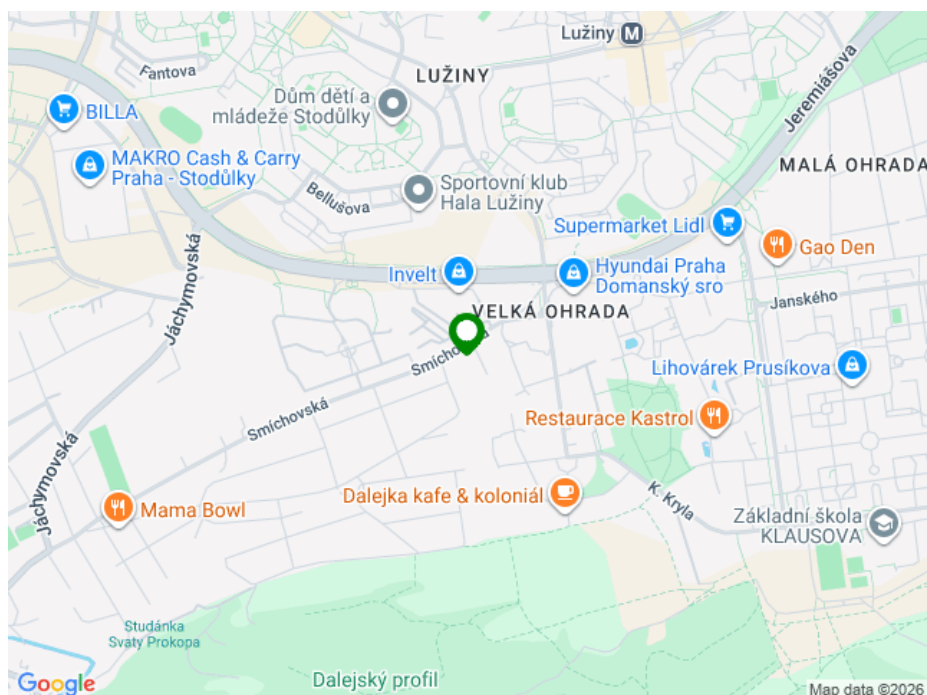 Lužiny
Fantova
LUŽINY
Jeremiášova
Dům dětí a
mládeže Stodůlky
BILLA
MAKRO Cash & Carry
Praha - Stodůlky
MALÁ OHRADA
Bellušova
Sportovní klub
Hala Lužiny
Supermarket Lidl
Gao Den
Jáchymovská
Invelt
Hyundai Praha
Domanský sro
VELKÁ OHRADA
Janského
Smíchovská
Lihovárek Prusíkova
Smíchovská
Restaurace Kastrol
Jáchymovská
Dalejka kafe & koloniál
K. Kryla
Mama Bowl
Základní škola
KLAUSOVA
Studánka
Svaty Prokopa
Dalejský profil
Google
Map data ©2026